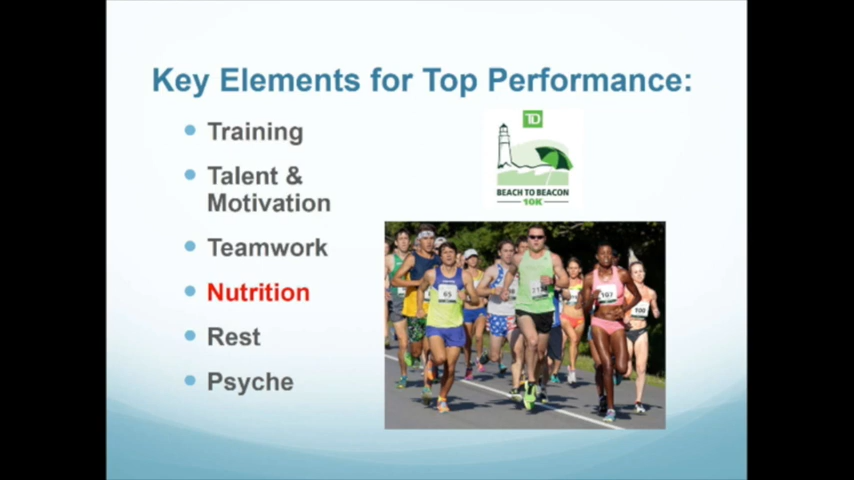 Key Elements for Top Performance:
Training
Talent &
Motivation
Teamwork
Nutrition
Rest
Psyche
TD
BEACH TO BEACON
10K
65
107
100